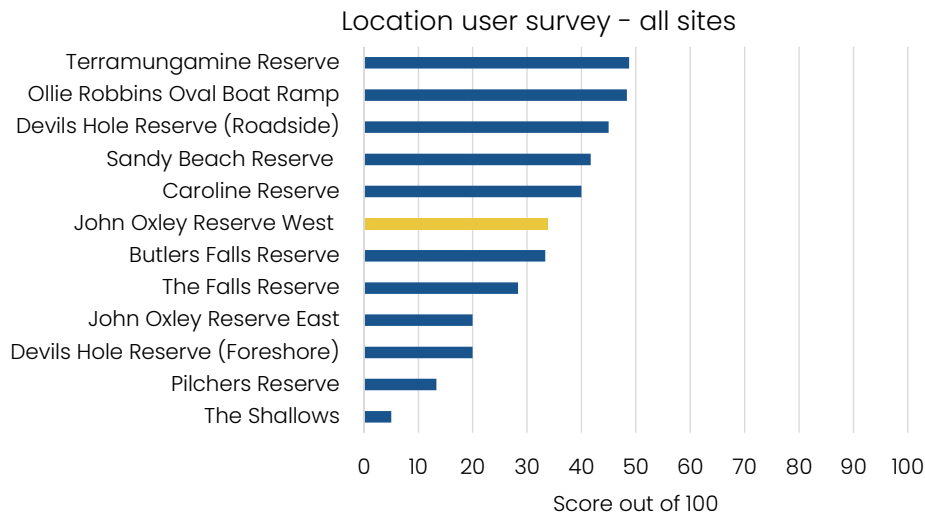 Location user survey - all sites
Terramungamine Reserve
Ollie Robbins Oval Boat Ramp
Devils Hole Reserve (Roadside)
Sandy Beach Reserve
Caroline Reserve
John Oxley Reserve West
Butlers Falls Reserve
The Falls Reserve
John Oxley Reserve East
Devils Hole Reserve (Foreshore)
Pilchers Reserve
The Shallows
0 10 20 30 40 50 60 70 80 90 100
Score out of 100